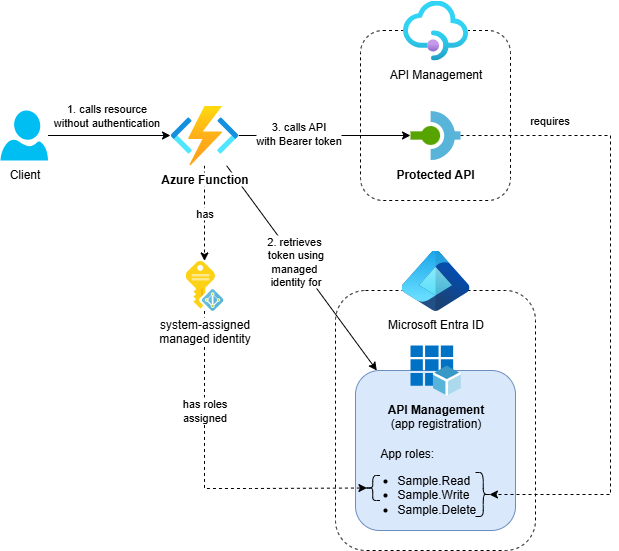 API Management
1. calls resource
without authentication
3. calls API
with Bearer token
requires
Client
Azure Function
Protected API
has
2. retrieves
token using
managed
identity for
system-assigned
managed identity
Microsoft Entra ID
has roles
assigned
API Management
(app registration)
App roles:
• Sample.Read
• Sample.Write
• Sample.Delete